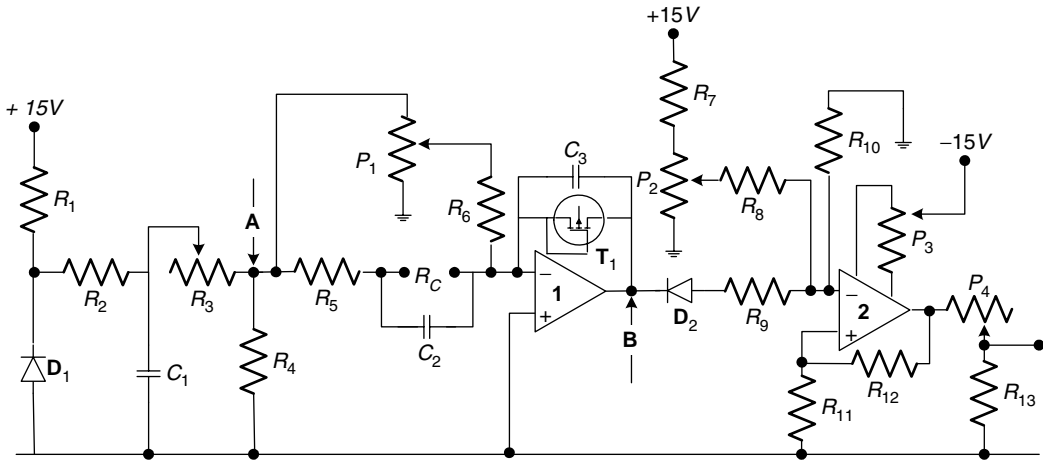 +15V
R7
+ 15V
P1
C3
R10
−15V
R1
A
R6
P2
R8
P3
T1
R2
R3
R5
RC
−
1
+
D2
R9
−
2
+
P4
D1
C1
R4
C2
B
R12
R11
R13